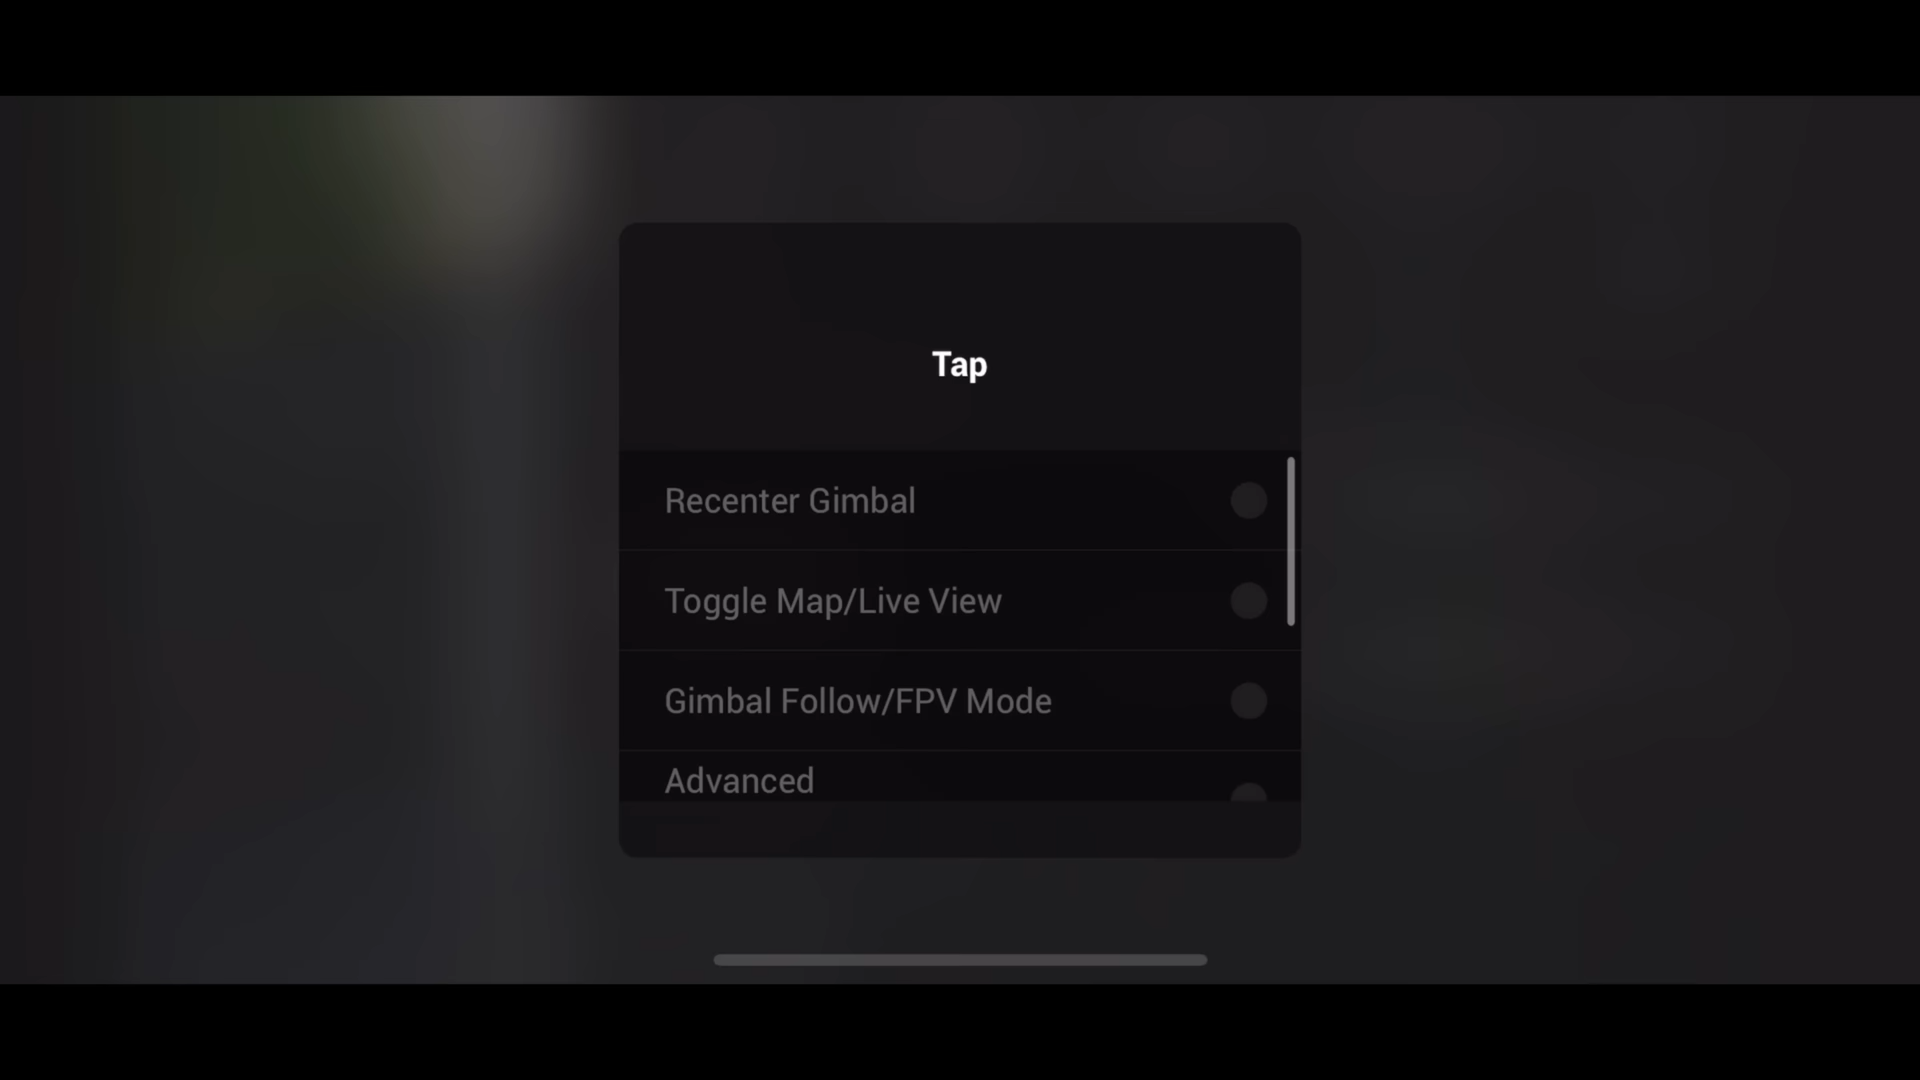 Tap
Recenter Gimbal
Toggle Map/Live View
Gimbal Follow/FPV Mode
Advanced